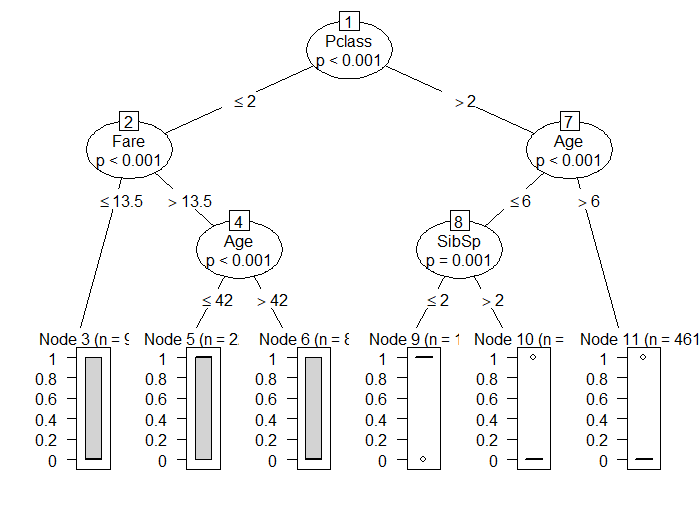 1
Pclass
p < 0.001
≤ 2
> 2
2
Fare
p < 0.001
7
Age
p < 0.001
≤ 13.5
> 13.5
≤ 6
> 6
4
Age
p < 0.001
8
SibSp
p = 0.001
≤ 42
> 42
≤ 2
> 2
Node 3 (n = 9
Node 5 (n = 2
Node 6 (n = 8
Node 9 (n = 1
Node 10 (n =
Node 11 (n = 461
1 1 1 1 1 1
0.8 0.8 0.8 0.8 0.8 0.8
0.6 0.6 0.6 0.6 0.6 0.6
0.4 0.4 0.4 0.4 0.4 0.4
0.2 0.2 0.2 0.2 0.2 0.2
0 0 0 0 0 0